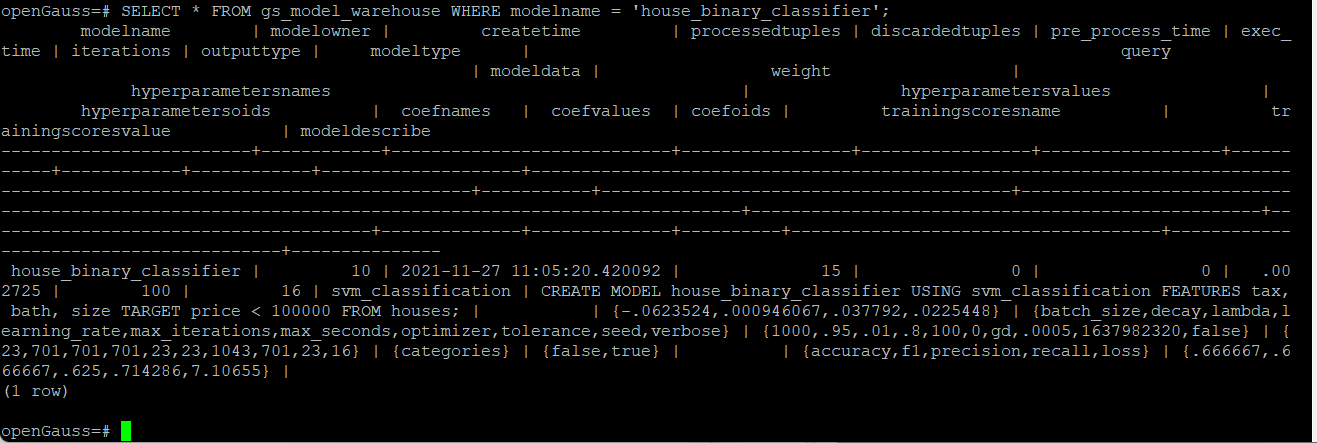 openGauss=# SELECT * FROM gs_model_warehouse WHERE modelname = 'house_binary_classifier';
        modelname        | modelowner |         createtime         | processedtuples | discardedtuples | pre_process_time | exec_
time | iterations | outputtype |     modeltype      |                                                           query
                                               | modeldata |                 weight                  |
             hyperparametersnames                                         |               hyperparametersvalues               |
        hyperparametersoids          |  coefnames   |  coefvalues  | coefoids |         trainingscoresname          |          tr
ainingscoresvalue           | modeldescribe
-------------------------+------------+----------------------------+-----------------+-----------------+------------------+------
-----+------------+------------+--------------------+----------------------------------------------------------------------------
-----------------------------------------------+-----------+-----------------------------------------+---------------------------
--------------------------------------------------------------------------+---------------------------------------------------+--
-------------------------------------+--------------+--------------+----------+-------------------------------------+------------
----------------------------+---------------
 house_binary_classifier |         10 | 2021-11-27 11:05:20.420092 |              15 |               0 |                0 |  .00
2725 |        100 |         16 | svm_classification | CREATE MODEL house_binary_classifier USING svm_classification FEATURES tax,
 bath, size TARGET price < 100000 FROM houses; |           | {-.0623524,.000946067,.037792,.0225448} | {batch_size,decay,lambda,l
earning_rate,max_iterations,max_seconds,optimizer,tolerance,seed,verbose} | {1000,.95,.01,.8,100,0,gd,.0005,1637982320,false} | {
23,701,701,701,23,23,1043,701,23,16} | {categories} | {false,true} |          | {accuracy,f1,precision,recall,loss} | {.666667,.6
66667,.625,.714286,7.10655} |
(1 row)
openGauss=#